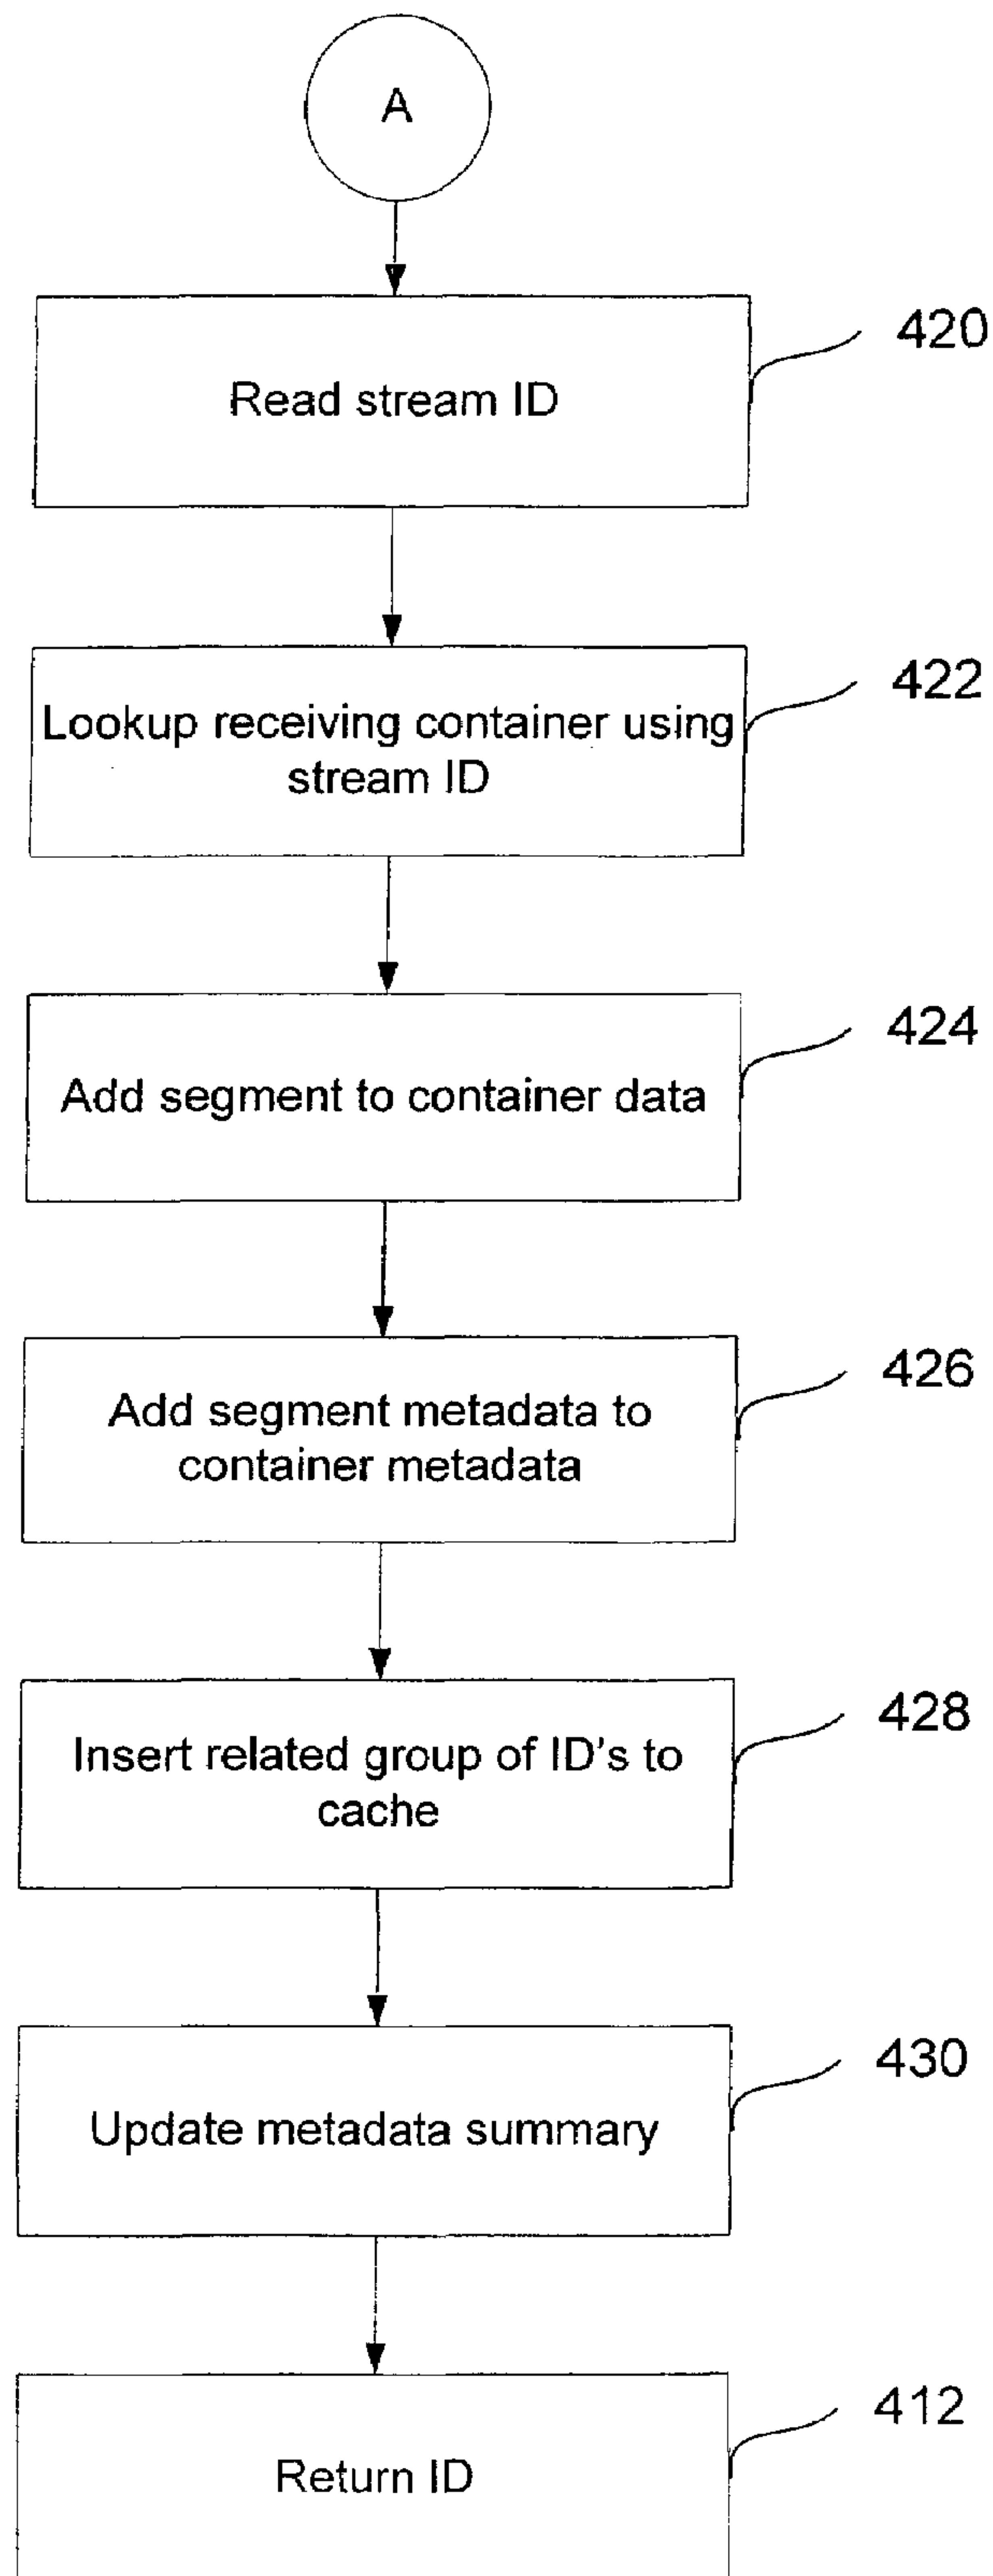 A
420
Read stream ID
422
Lookup receiving container using
stream ID
424
Add segment to container data
426
Add segment metadata to
container metadata
428
Insert related group of ID's to
cache
430
Update metadata summary
412
Return ID